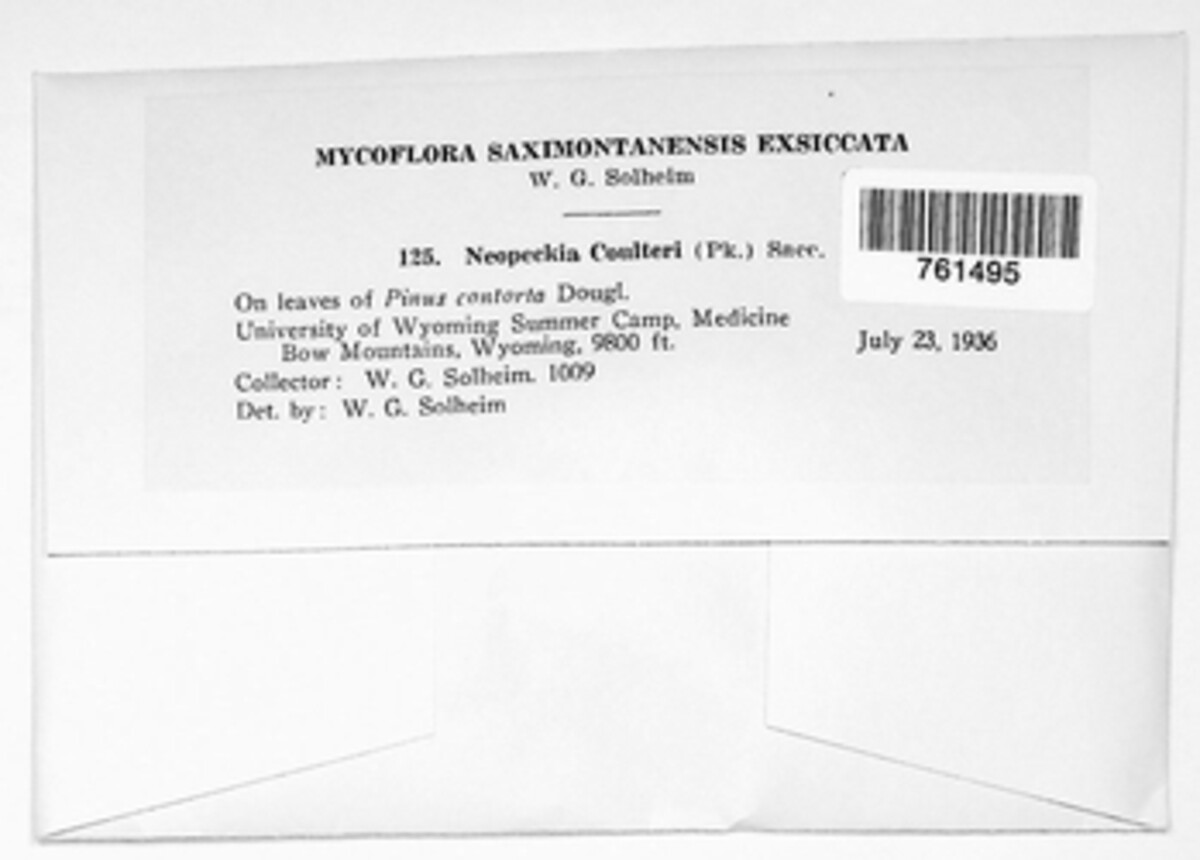 MYCOFLORA SAXIMONTANENSIS EXSICCATA
W. G. Solheim
125. Neopeckia Coulteri (Pk.) Sacc.
761495
On leaves of Pinus contorta Dougl.
University of Wyoming Summer Camp, Medicine
Bow Mountains, Wyoming, 9800 ft.
July 23, 1936
Collector: W. G. Solheim. 1009
Det. by: W. G. Solheim